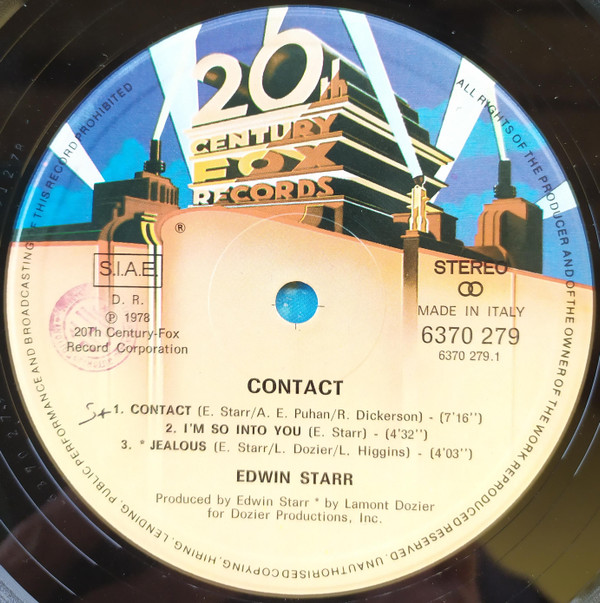 20th
CENTURY
FOX
RECORDS
®
ALL RIGHTS OF THE PRODUCER AND OF THE OWNER OF THE WORK RESERVED. UNAUTHORISED COPYING, HIRING, LENDING, PUBLIC PERFORMANCE AND BROADCASTING OF THIS RECORD PROHIBITED
S.I.A.E.
D. R.
℗ 1978
20Th Century-Fox
Record Corporation
STEREO
MADE IN ITALY
6370 279
6370 279.1
CONTACT
1. CONTACT (E. Starr/A. E. Puhan/R. Dickerson) - (7'16'')
2. I'M SO INTO YOU (E. Starr) - (4'32'')
3. * JEALOUS (E. Starr/L. Dozier/L. Higgins) - (4'03'')
EDWIN STARR
Produced by Edwin Starr * by Lamont Dozier
for Dozier Productions, Inc.